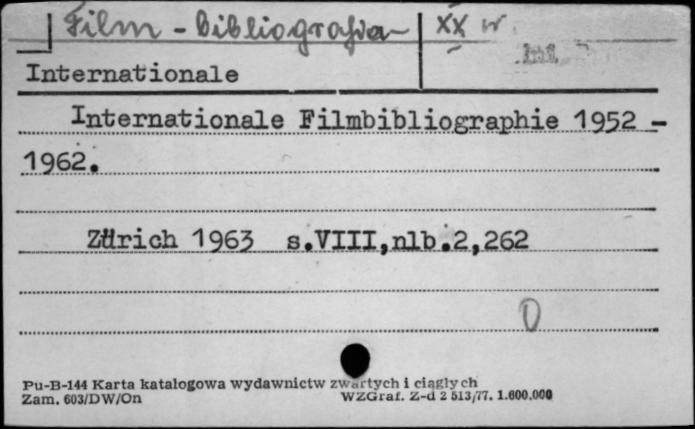 Film - bibliografia XX w.
Internationale
Internationale Filmbibliographie 1952 -
1962.
Zürich 1963 s.VIII,nlb.2,262
D
Pu-B-144 Karta katalogowa wydawnictw zwartych i ciągłych
Zam. 603/DW/On WZGraf. Z-d 2 513/77. 1.600.000